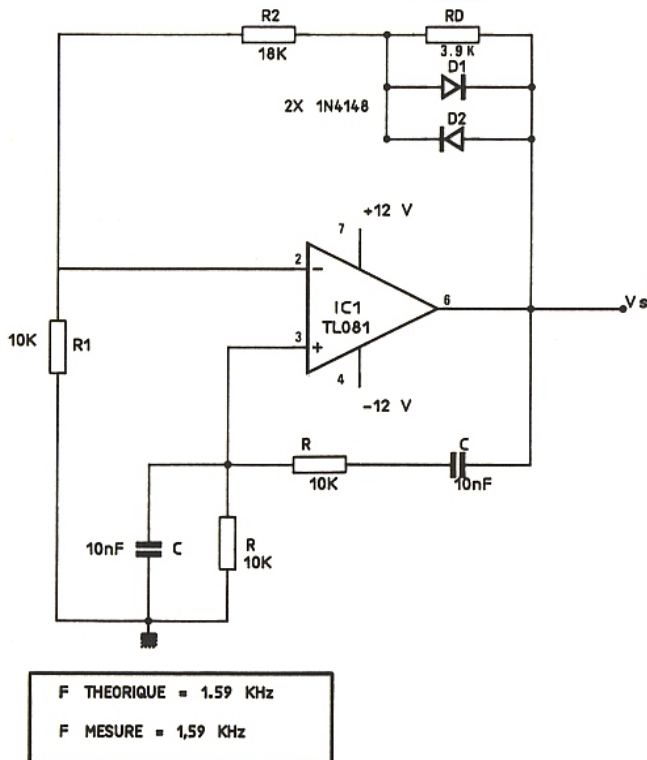 R2
RD
18K
3.9K
D1
2X 1N4148
D2
+12 V
7
2
−
IC1
6
Vs
TL081
10K
R1
3
+
4
−12 V
R
C
10K
10nF
10nF
C
R
10K
F THEORIQUE = 1.59 KHz
F MESURE = 1,59 KHz